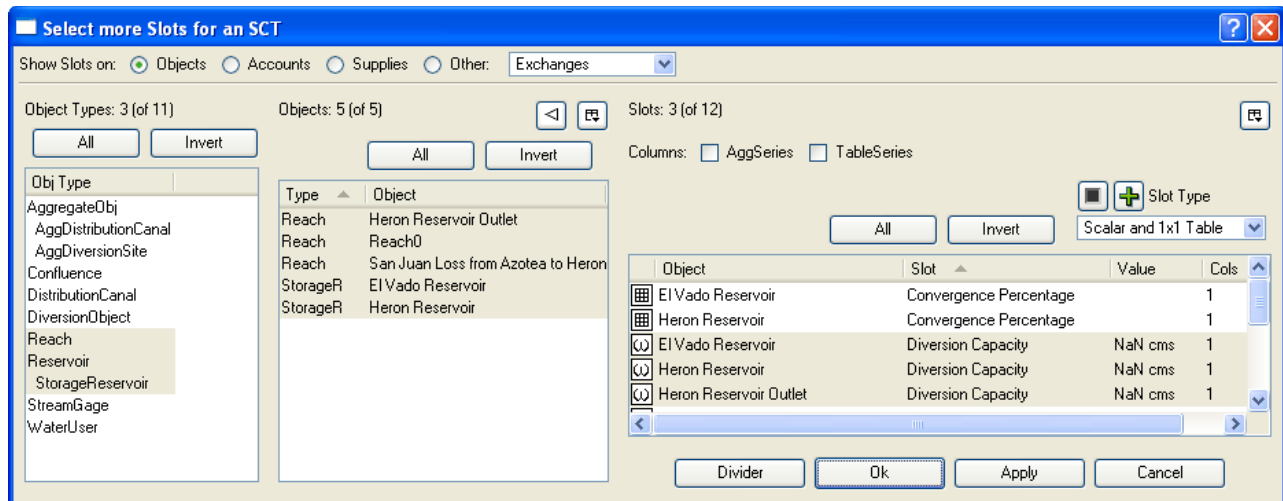 Select more Slots for an SCT
Show Slots on: Objects Accounts Supplies Other: Exchanges
Object Types: 3 (of 11)
All Invert
Obj Type
AggregateObj
AggDistributionCanal
AggDiversionSite
Confluence
DistributionCanal
DiversionObject
Reach
Reservoir
StorageReservoir
StreamGage
WaterUser
Objects: 5 (of 5)
All Invert
Type Object
Reach Heron Reservoir Outlet
Reach Reach0
Reach San Juan Loss from Azotea to Heron
StorageR El Vado Reservoir
StorageR Heron Reservoir
Slots: 3 (of 12)
Columns: AggSeries TableSeries
Slot Type
All Invert Scalar and 1x1 Table
Object Slot Value Cols
El Vado Reservoir Convergence Percentage 1
Heron Reservoir Convergence Percentage 1
El Vado Reservoir Diversion Capacity NaN cms 1
Heron Reservoir Diversion Capacity NaN cms 1
Heron Reservoir Outlet Diversion Capacity NaN cms 1
Divider Ok Apply Cancel